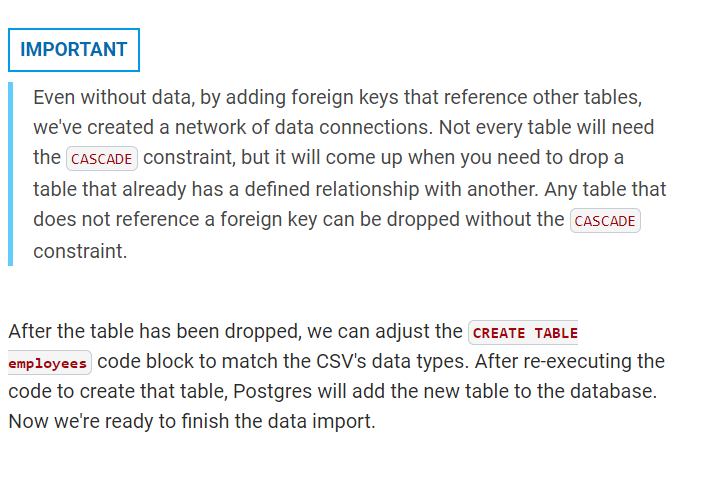 IMPORTANT
Even without data, by adding foreign keys that reference other tables,
we've created a network of data connections. Not every table will need
the CASCADE constraint, but it will come up when you need to drop a
table that already has a defined relationship with another. Any table that
does not reference a foreign key can be dropped without the CASCADE
constraint.
After the table has been dropped, we can adjust the CREATE TABLE
employees code block to match the CSV's data types. After re-executing the
code to create that table, Postgres will add the new table to the database.
Now we're ready to finish the data import.